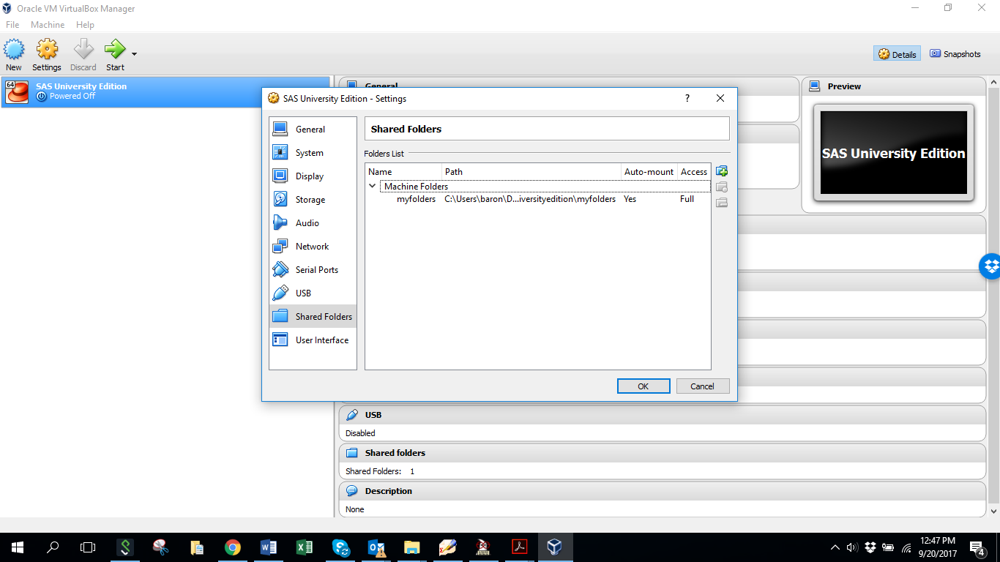 Oracle VM VirtualBox Manager
File Machine Help
New Settings Discard Start
Details Snapshots
64
SAS University Edition
Powered Off
General
Preview
SAS University Edition
SAS University Edition - Settings
?
General
System
Display
Storage
Audio
Network
Serial Ports
USB
Shared Folders
User Interface
Shared Folders
Folders List
Name Path Auto-mount Access
Machine Folders
myfolders C:\Users\baron\D...iversityedition\myfolders Yes Full
OK Cancel
USB
Disabled
Shared folders
Shared Folders: 1
Description
None
12:47 PM
9/20/2017
4